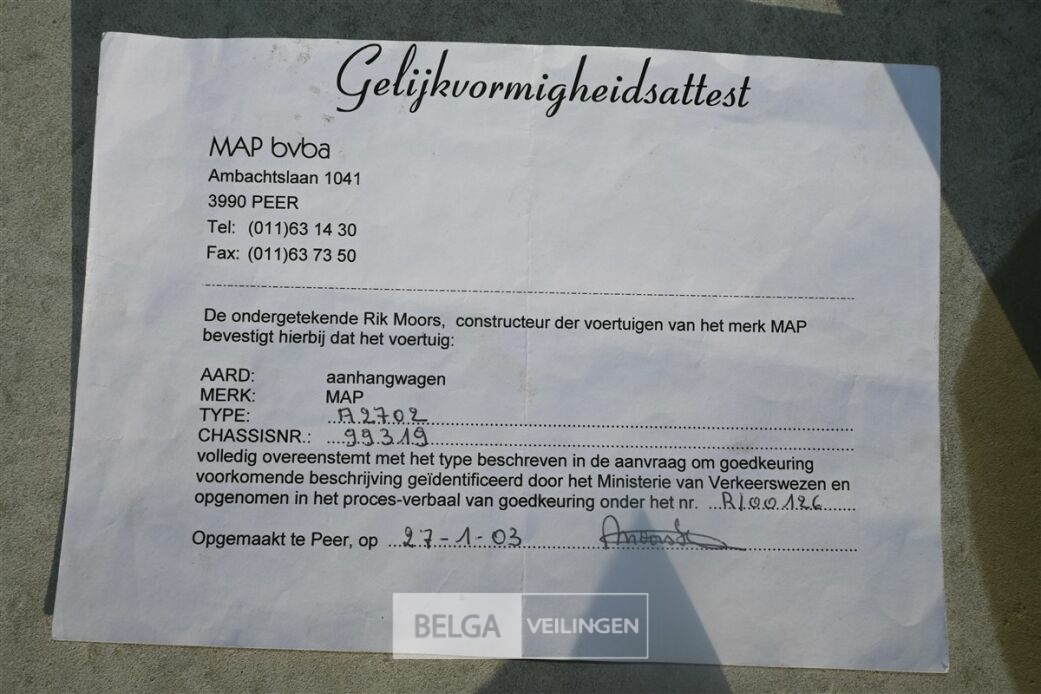 Gelijkvormigheidsattest
MAP bvba
Ambachtslaan 1041
3990 PEER
Tel: (011)63 14 30
Fax: (011)63 73 50
De ondergetekende Rik Moors, constructeur der voertuigen van het merk MAP
bevestigt hierbij dat het voertuig:
AARD: aanhangwagen
MERK: MAP
TYPE: A2702
CHASSISNR.: 99319
volledig overeenstemt met het type beschreven in de aanvraag om goedkeuring
voorkomende beschrijving geïdentificeerd door het Ministerie van Verkeerswezen en
opgenomen in het proces-verbaal van goedkeuring onder het nr. R/00126
Opgemaakt te Peer, op 27-1-03
BELGA VEILINGEN